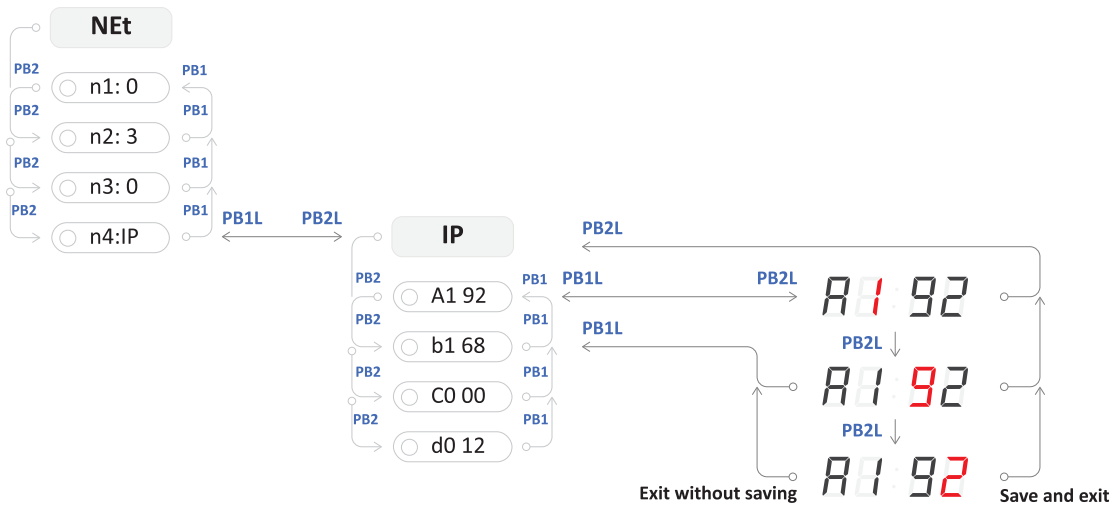 NEt
PB2 PB1
n1: 0
PB2 PB1
n2: 3
PB2 PB1
n3: 0
PB2 PB1
n4:IP
PB1L PB2L
IP
PB2L
PB2 PB1
A1 92
PB1L PB2L
A1 92
PB2 PB1
b1 68
PB1L
PB2L
A1 92
PB2 PB1
C0 00
PB2 PB1
d0 12
PB2L
A1 92
Exit without saving
Save and exit